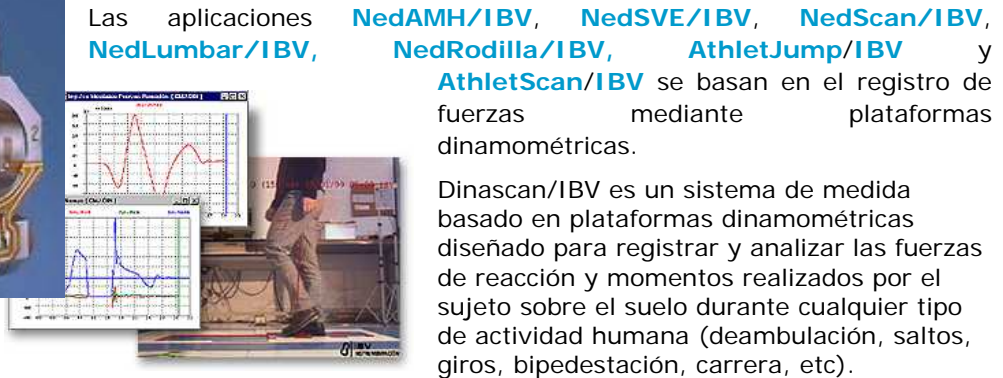 Las aplicaciones NedAMH/IBV, NedSVE/IBV, NedScan/IBV,
NedLumbar/IBV, NedRodilla/IBV, AthletJump/IBV y
AthletScan/IBV se basan en el registro de
fuerzas mediante plataformas
dinamométricas.
Dinascan/IBV es un sistema de medida
basado en plataformas dinamométricas
diseñado para registrar y analizar las fuerzas
de reacción y momentos realizados por el
sujeto sobre el suelo durante cualquier tipo
de actividad humana (deambulación, saltos,
giros, bipedestación, carrera, etc).
2
IBV